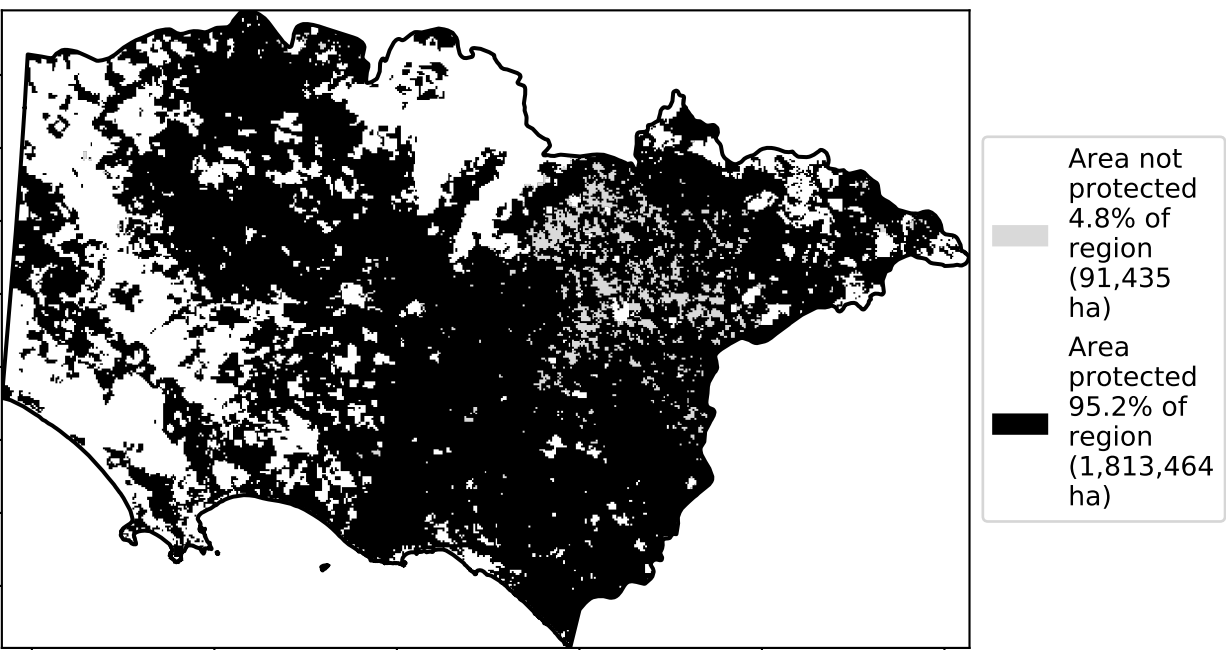 Area not
protected
4.8% of
region
(91,435
ha)
Area
protected
95.2% of
region
(1,813,464
ha)